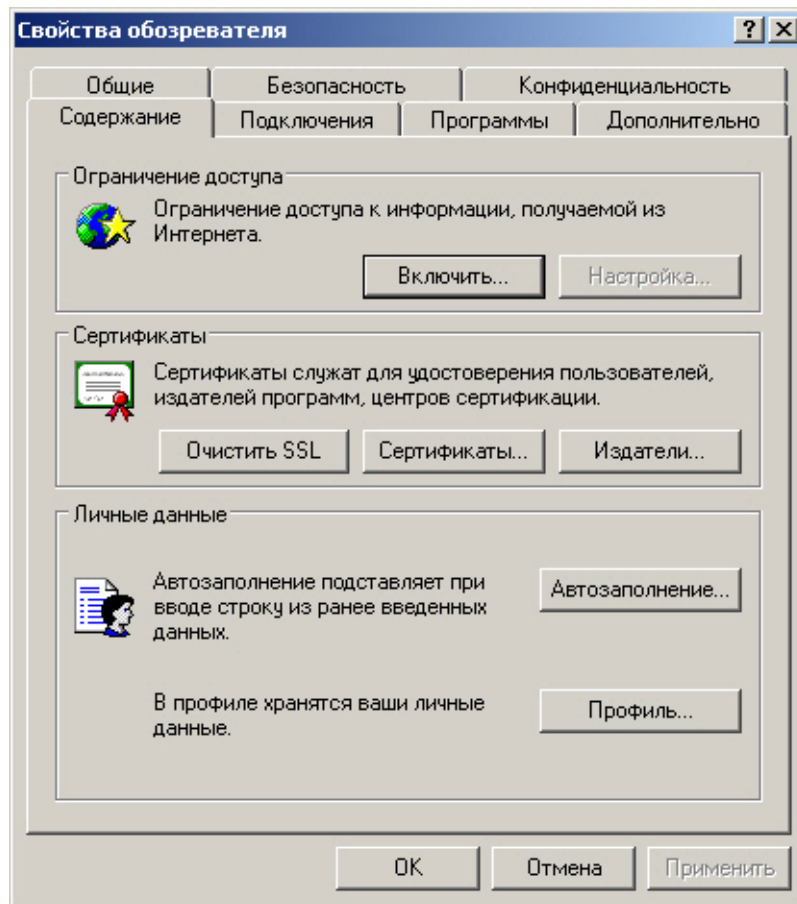 Свойства обозревателя
Общие
Безопасность
Конфиденциальность
Содержание
Подключения
Программы
Дополнительно
Ограничение доступа
Ограничение доступа к информации, получаемой из
Интернета.
Включить...
Настройка...
Сертификаты
Сертификаты служат для удостоверения пользователей,
издателей программ, центров сертификации.
Очистить SSL
Сертификаты...
Издатели...
Личные данные
Автозаполнение подставляет при
вводе строку из ранее введенных
данных.
Автозаполнение...
В профиле хранятся ваши личные
данные.
Профиль...
OK
Отмена
Применить